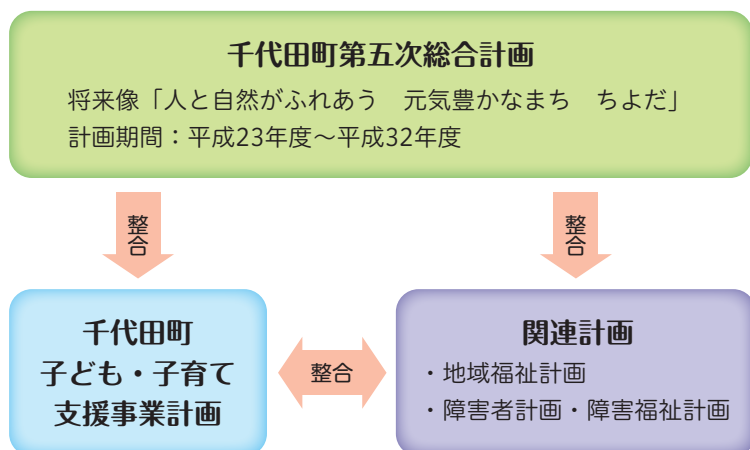 千代田町第五次総合計画
将来像「人と自然がふれあう　元気豊かなまち　ちよだ」
計画期間：平成23年度～平成32年度
整合
整合
千代田町
子ども・子育て
支援事業計画
整合
関連計画
・地域福祉計画
・障害者計画・障害福祉計画